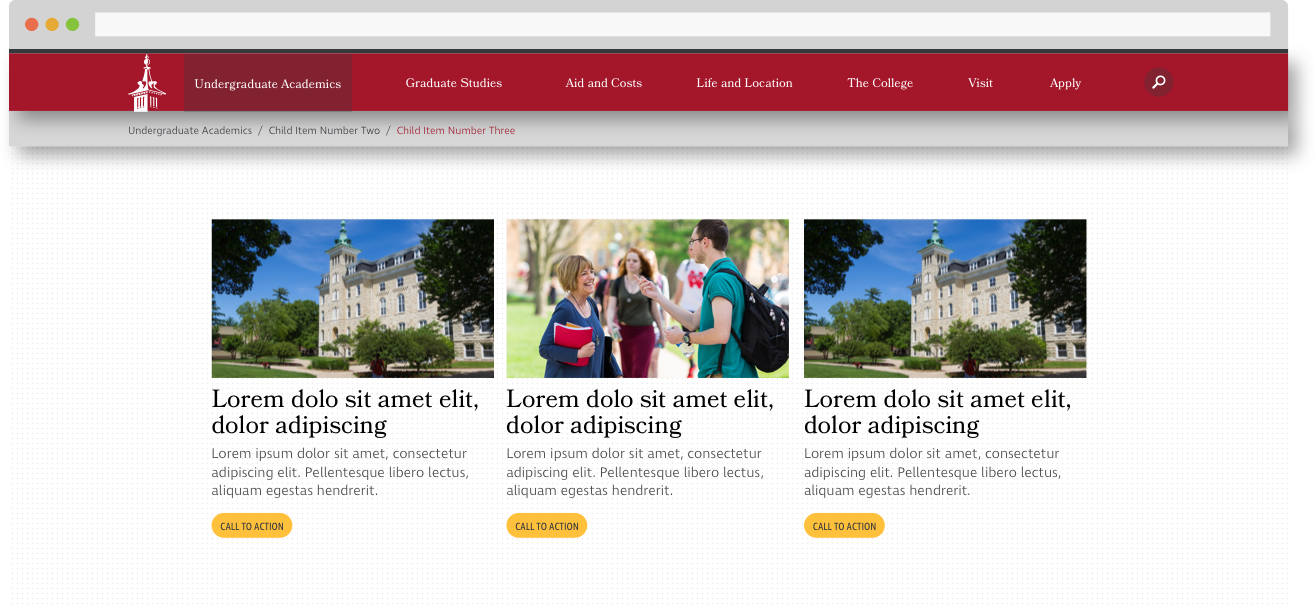 Undergraduate Academics Graduate Studies Aid and Costs Life and Location The College Visit Apply
Undergraduate Academics / Child Item Number Two / Child Item Number Three
Lorem dolo sit amet elit,
dolor adipiscing
Lorem ipsum dolor sit amet, consectetur
adipiscing elit. Pellentesque libero lectus,
aliquam egestas hendrerit.
CALL TO ACTION
Lorem dolo sit amet elit,
dolor adipiscing
Lorem ipsum dolor sit amet, consectetur
adipiscing elit. Pellentesque libero lectus,
aliquam egestas hendrerit.
CALL TO ACTION
Lorem dolo sit amet elit,
dolor adipiscing
Lorem ipsum dolor sit amet, consectetur
adipiscing elit. Pellentesque libero lectus,
aliquam egestas hendrerit.
CALL TO ACTION